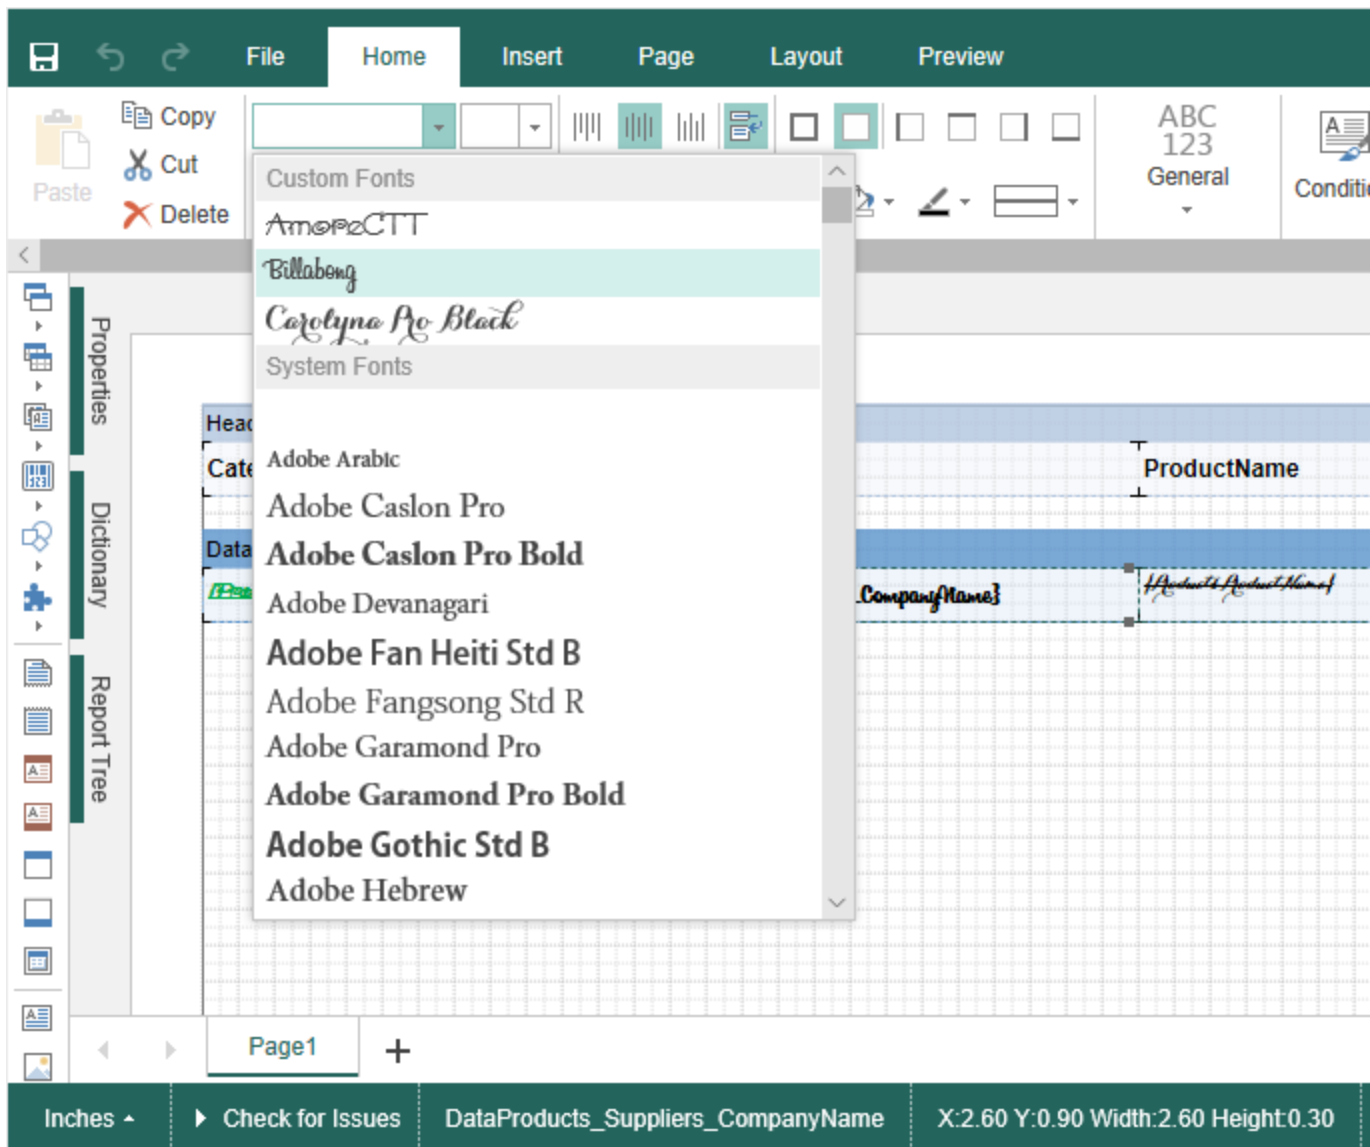 File Home Insert Page Layout Preview
Paste
Copy
Cut
Delete
ABC
123
General
Conditi
Custom Fonts
AmoreCTT
Billabong
Carolyna Pro Black
System Fonts
Adobe Arabic
Adobe Caslon Pro
Adobe Caslon Pro Bold
Adobe Devanagari
Adobe Fan Heiti Std B
Adobe Fangsong Std R
Adobe Garamond Pro
Adobe Garamond Pro Bold
Adobe Gothic Std B
Adobe Hebrew
Properties
Dictionary
Report Tree
Head
Cate ProductName
Data
_CompanyName} {Products.ProductName}
Page1
Inches Check for Issues DataProducts_Suppliers_CompanyName X:2.60 Y:0.90 Width:2.60 Height:0.30